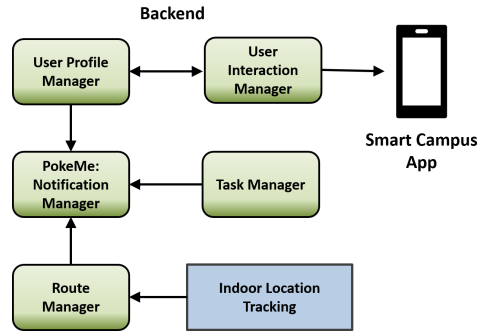 Backend
User Profile
Manager
User
Interaction
Manager
Smart Campus
App
PokeMe:
Notification
Manager
Task Manager
Route
Manager
Indoor Location
Tracking